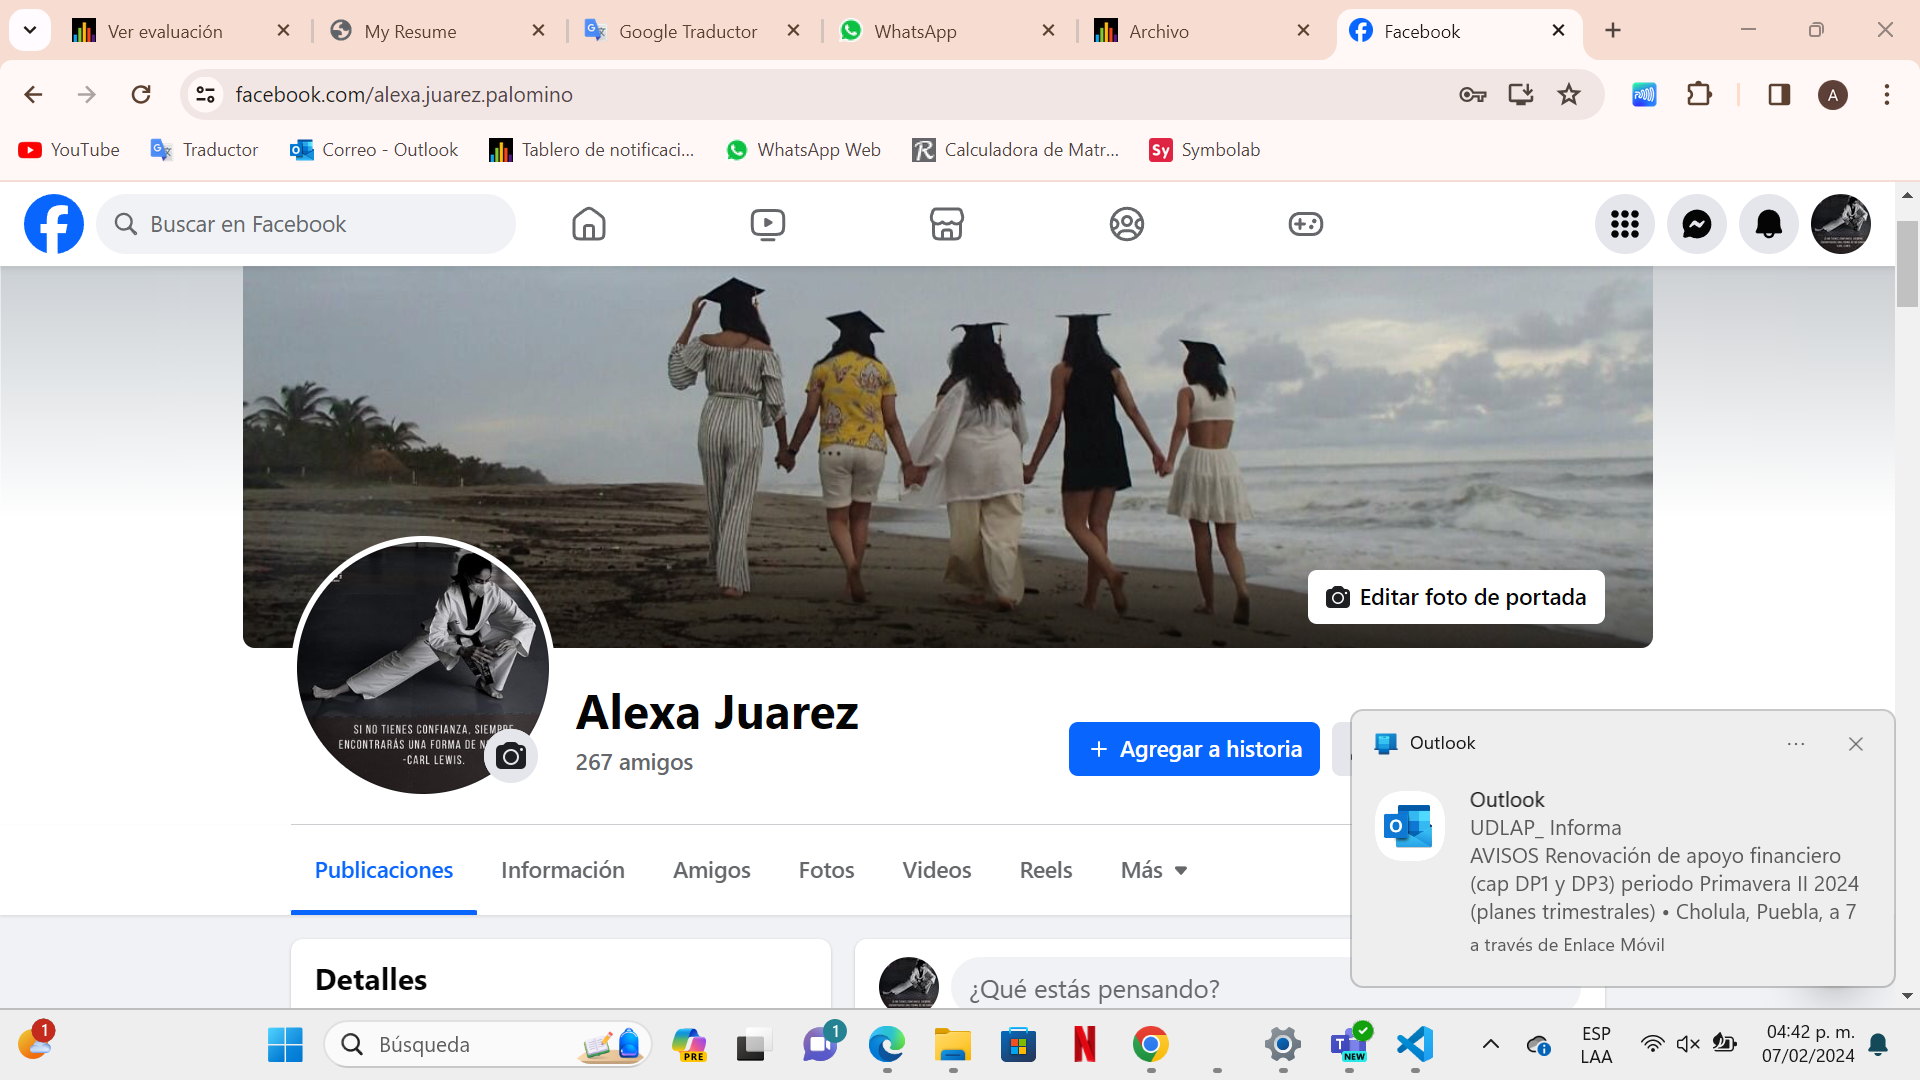 Ver evaluación
My Resume
Google Traductor
WhatsApp
Archivo
Facebook
facebook.com/alexa.juarez.palomino
A
YouTube
Traductor
Correo - Outlook
Tablero de notificaci...
WhatsApp Web
Calculadora de Matr...
Symbolab
Buscar en Facebook
Editar foto de portada
SI NO TIENES CONFIANZA, SIEMPRE
ENCONTRARÁS UNA FORMA DE
-CARL LEWIS.
Alexa Juarez
267 amigos
+ Agregar a historia
Publicaciones
Información
Amigos
Fotos
Videos
Reels
Más
Detalles
¿Qué estás pensando?
Outlook
Outlook
UDLAP_ Informa
AVISOS Renovación de apoyo financiero
(cap DP1 y DP3) periodo Primavera II 2024
(planes trimestrales) • Cholula, Puebla, a 7
a través de Enlace Móvil
1
Búsqueda
PRE
1
NEW
ESP
LAA
04:42 p. m.
07/02/2024